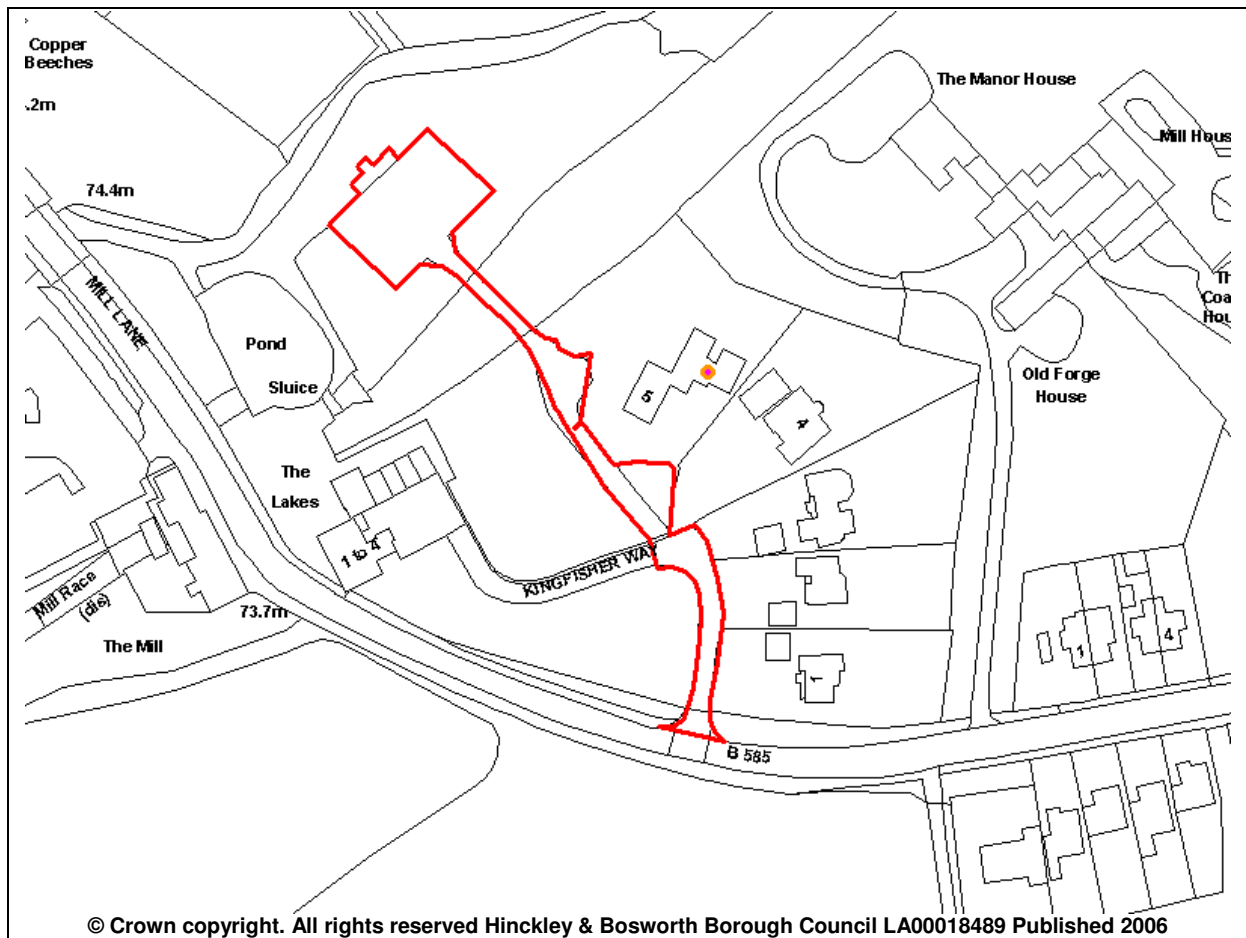 Copper
Beeches
.2m
The Manor House
Mill Hous
74.4m
MILL LANE
Pond
Sluice
The
Lakes
1 to 4
KINGFISHER WAY
Mill Race
(dis)
73.7m
The Mill
5
4
Th
Coa
Hou
Old Forge
House
1
1
4
B 585
© Crown copyright. All rights reserved Hinckley & Bosworth Borough Council LA00018489 Published 2006